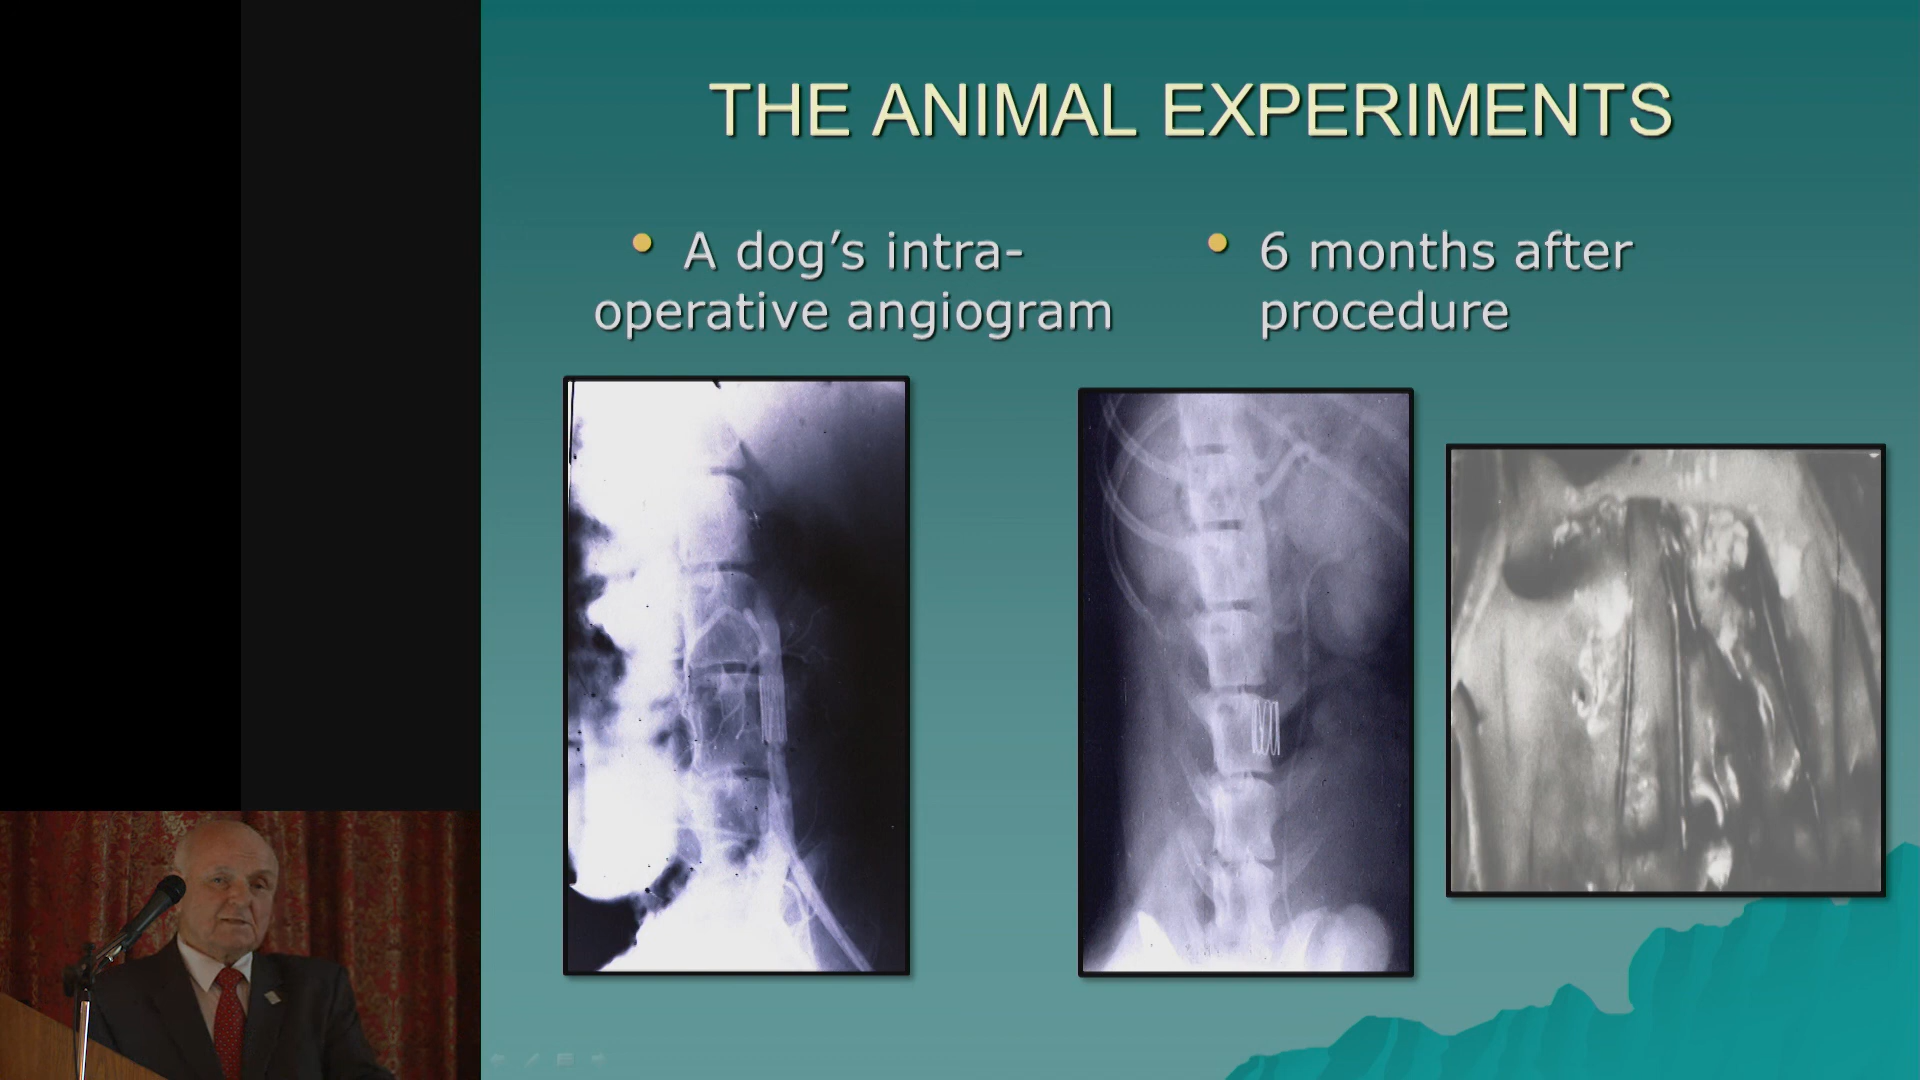 THE ANIMAL EXPERIMENTS
• A dog’s intra-
operative angiogram
• 6 months after
procedure